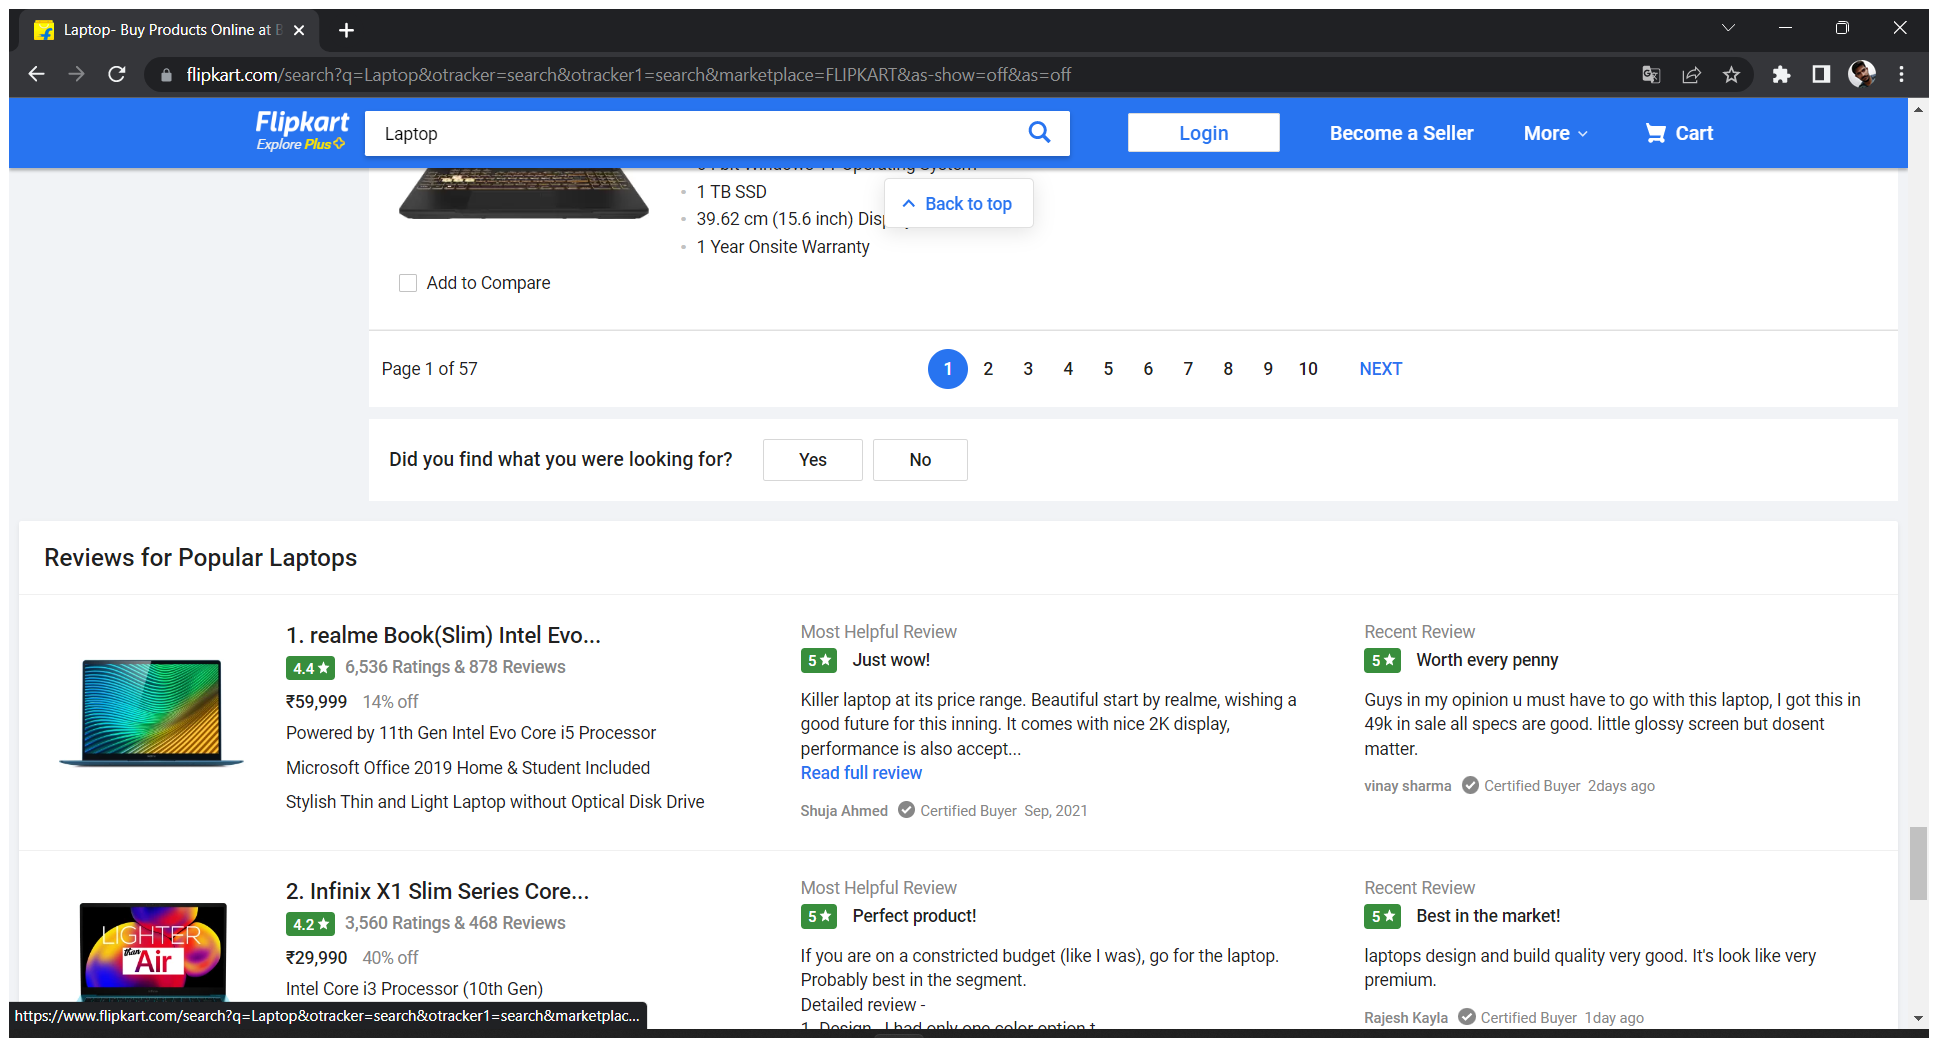 Laptop- Buy Products Online at B
flipkart.com/search?q=Laptop&otracker=search&otracker1=search&marketplace=FLIPKART&as-show=off&as=off
Flipkart
Explore Plus
Laptop
Login
Become a Seller
More
Cart
64 bit Windows 11 Operating System
1 TB SSD
39.62 cm (15.6 inch) Display
1 Year Onsite Warranty
Back to top
Add to Compare
Page 1 of 57
1 2 3 4 5 6 7 8 9 10 NEXT
Did you find what you were looking for?
Yes
No
Reviews for Popular Laptops
1. realme Book(Slim) Intel Evo...
4.4★ 6,536 Ratings & 878 Reviews
₹59,999 14% off
Powered by 11th Gen Intel Evo Core i5 Processor
Microsoft Office 2019 Home & Student Included
Stylish Thin and Light Laptop without Optical Disk Drive
Most Helpful Review
5★ Just wow!
Killer laptop at its price range. Beautiful start by realme, wishing a
good future for this inning. It comes with nice 2K display,
performance is also accept...
Read full review
Shuja Ahmed Certified Buyer Sep, 2021
Recent Review
5★ Worth every penny
Guys in my opinion u must have to go with this laptop, I got this in
49k in sale all specs are good. little glossy screen but dosent
matter.
vinay sharma Certified Buyer 2days ago
LIGHTER
than
Air
2. Infinix X1 Slim Series Core...
4.2★ 3,560 Ratings & 468 Reviews
₹29,990 40% off
Intel Core i3 Processor (10th Gen)
Most Helpful Review
5★ Perfect product!
If you are on a constricted budget (like I was), go for the laptop.
Probably best in the segment.
Detailed review -
1. Design - I had only one color option t
Recent Review
5★ Best in the market!
laptops design and build quality very good. It's look like very
premium.
Rajesh Kayla Certified Buyer 1day ago
https://www.flipkart.com/search?q=Laptop&otracker=search&otracker1=search&marketplac...